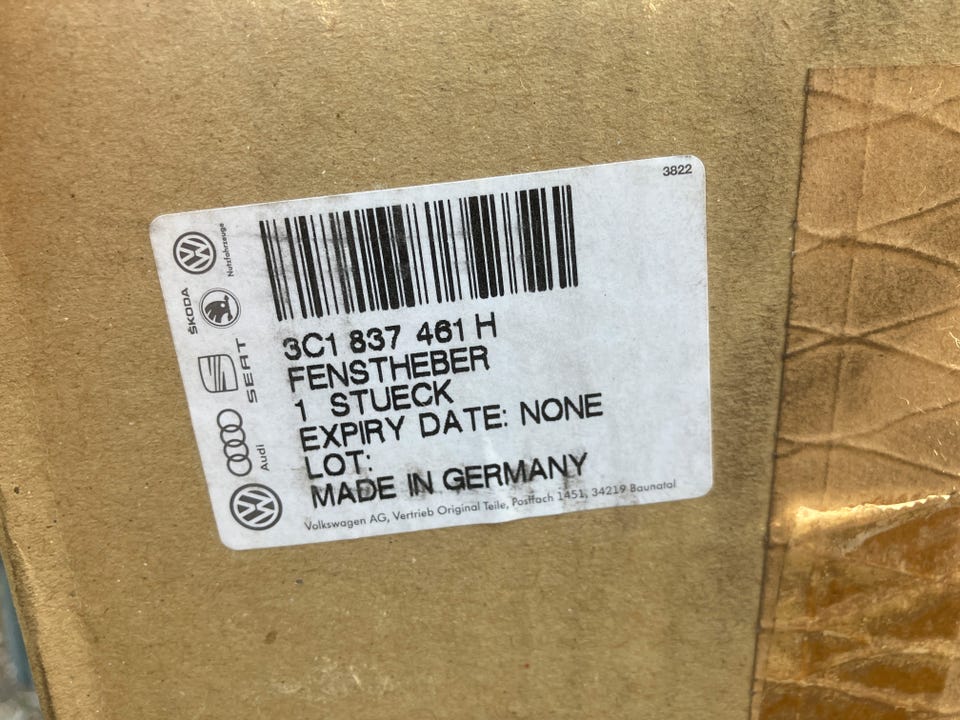 3822
Nutzfahrzeuge
ŠKODA
SEAT
Audi
3C1 837 461 H
FENSTHEBER
1 STUECK
EXPIRY DATE: NONE
LOT:
MADE IN GERMANY
Volkswagen AG, Vertrieb Original Teile, Postfach 1451, 34219 Baunatal